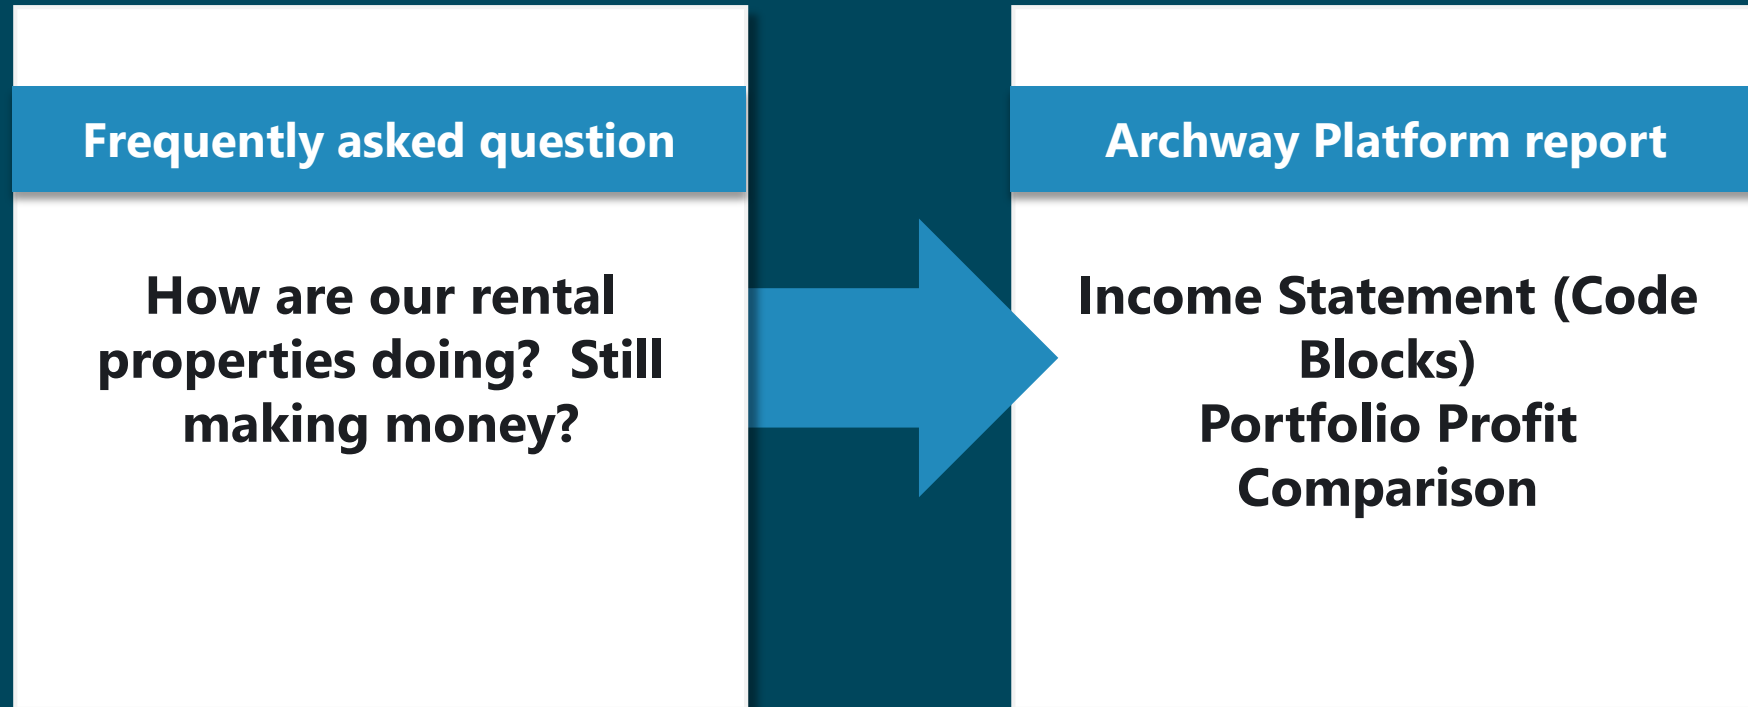 Frequently asked question
How are our rental
properties doing?  Still
making money?
Archway Platform report
Income Statement (Code
Blocks)
Portfolio Profit
Comparison